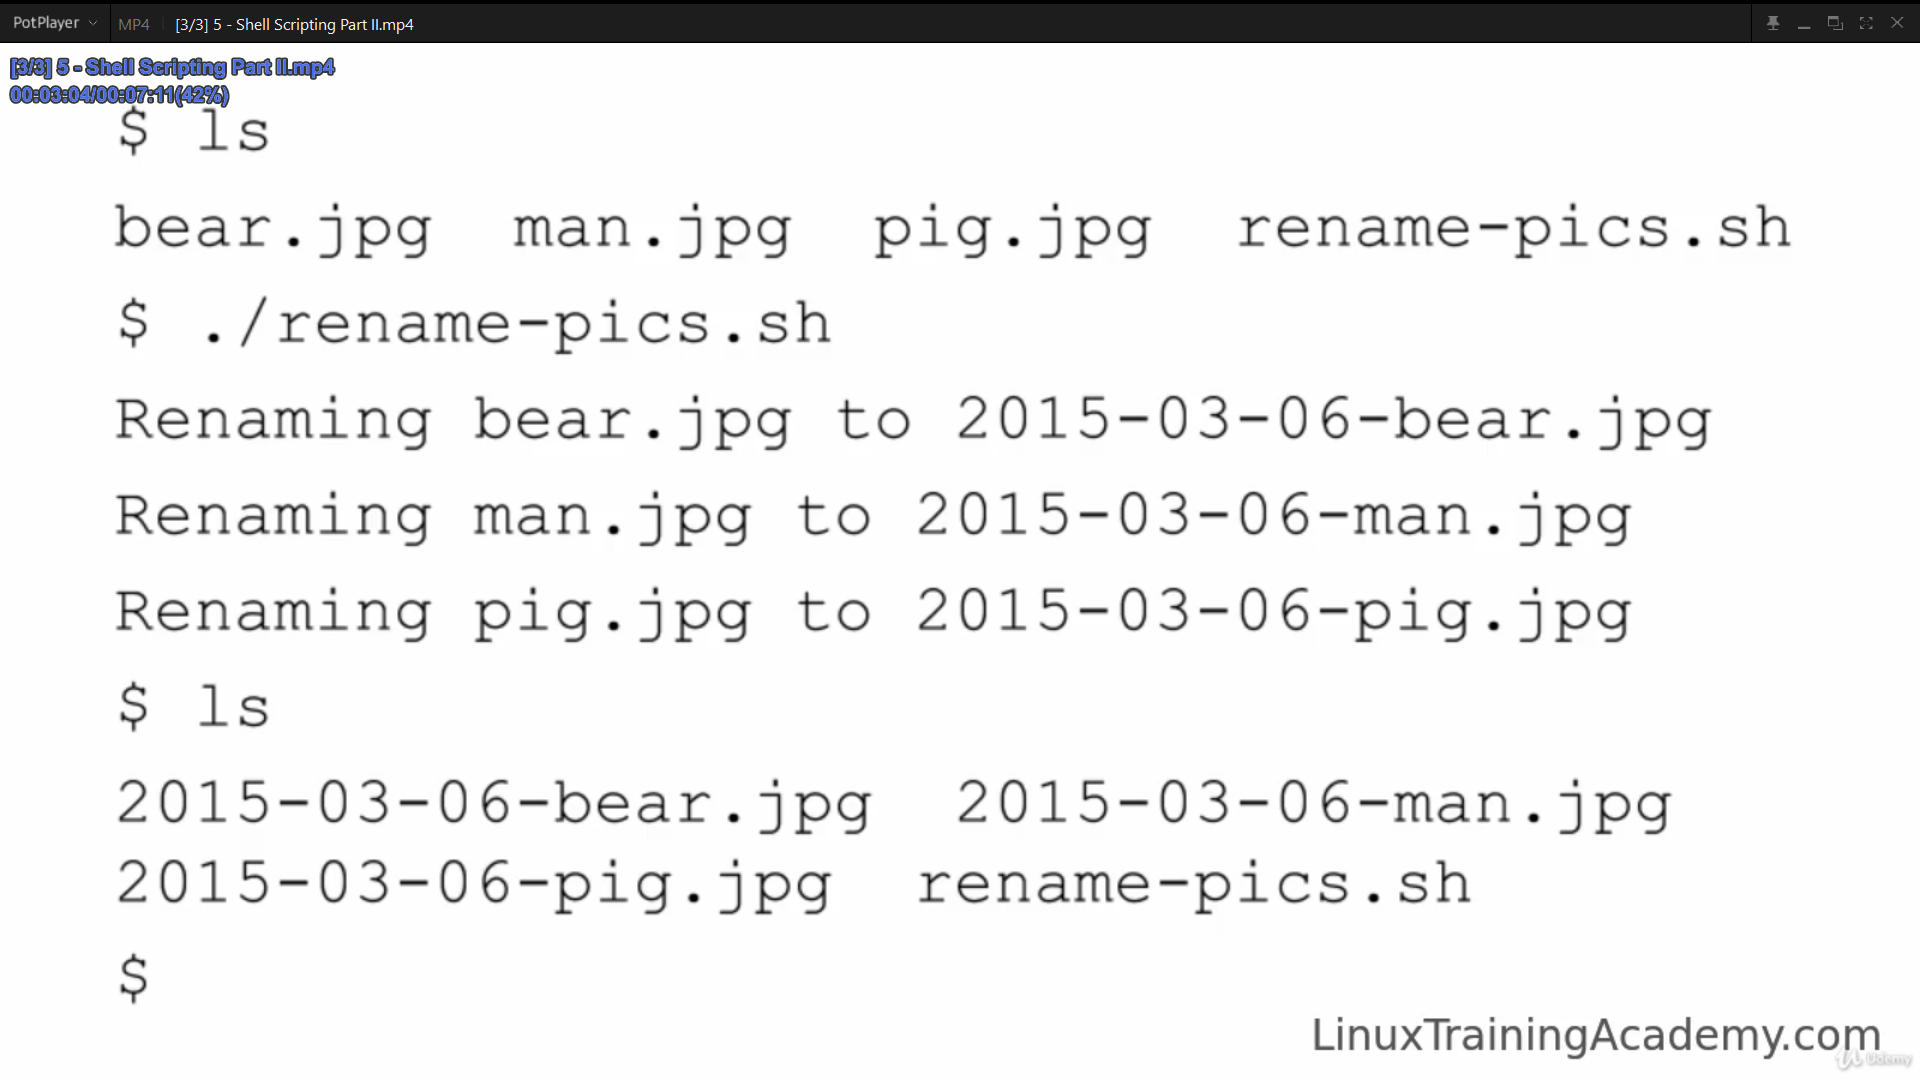 PotPlayer MP4 [3/3] 5 - Shell Scripting Part II.mp4
[3/3] 5 - Shell Scripting Part II.mp4
00:03:04/00:07:11(42%)
$ ls
bear.jpg man.jpg pig.jpg rename-pics.sh
$ ./rename-pics.sh
Renaming bear.jpg to 2015-03-06-bear.jpg
Renaming man.jpg to 2015-03-06-man.jpg
Renaming pig.jpg to 2015-03-06-pig.jpg
$ ls
2015-03-06-bear.jpg 2015-03-06-man.jpg
2015-03-06-pig.jpg rename-pics.sh
$
LinuxTrainingAcademy.com
Udemy